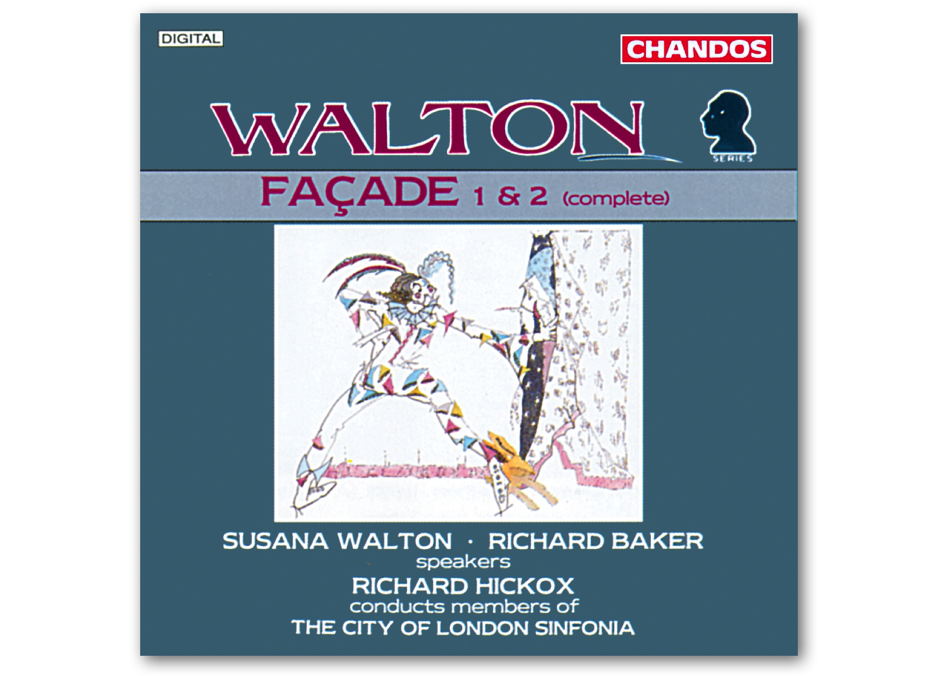 DIGITAL
CHANDOS
WALTON
SERIES
FAÇADE 1 & 2 (complete)
SUSANA WALTON · RICHARD BAKER
speakers
RICHARD HICKOX
conducts members of
THE CITY OF LONDON SINFONIA